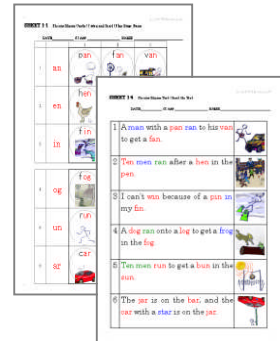 SHEET 11
DATE
NAME
pan
fan
van
an
hen
en
fin
in
fog
og
run
un
car
ar
SHEET 14
DATE
NAME
1 A man with a pan ran to his van
to get a fan.
2 Ten men ran after a hen in the
pen.
3 I can't win because of a pin in
my fin.
4 A dog ran onto a log to get a frog
in the fog.
5 Ten men run to get a bun in the
sun.
6 The jar is on the bar, and the
car with a star is on the jar.